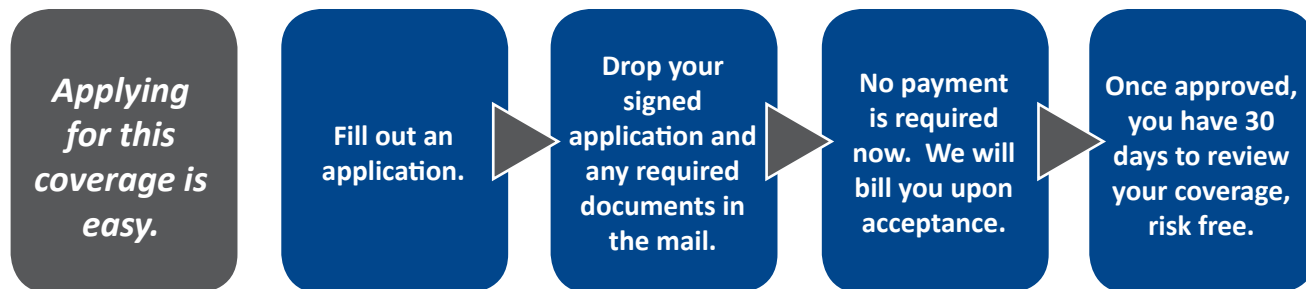 Applying
for this
coverage is
easy.
Fill out an
application.
Drop your
signed
application and
any required
documents in
the mail.
No payment
is required
now.  We will
bill you upon
acceptance.
Once approved,
you have 30
days to review
your coverage,
risk free.